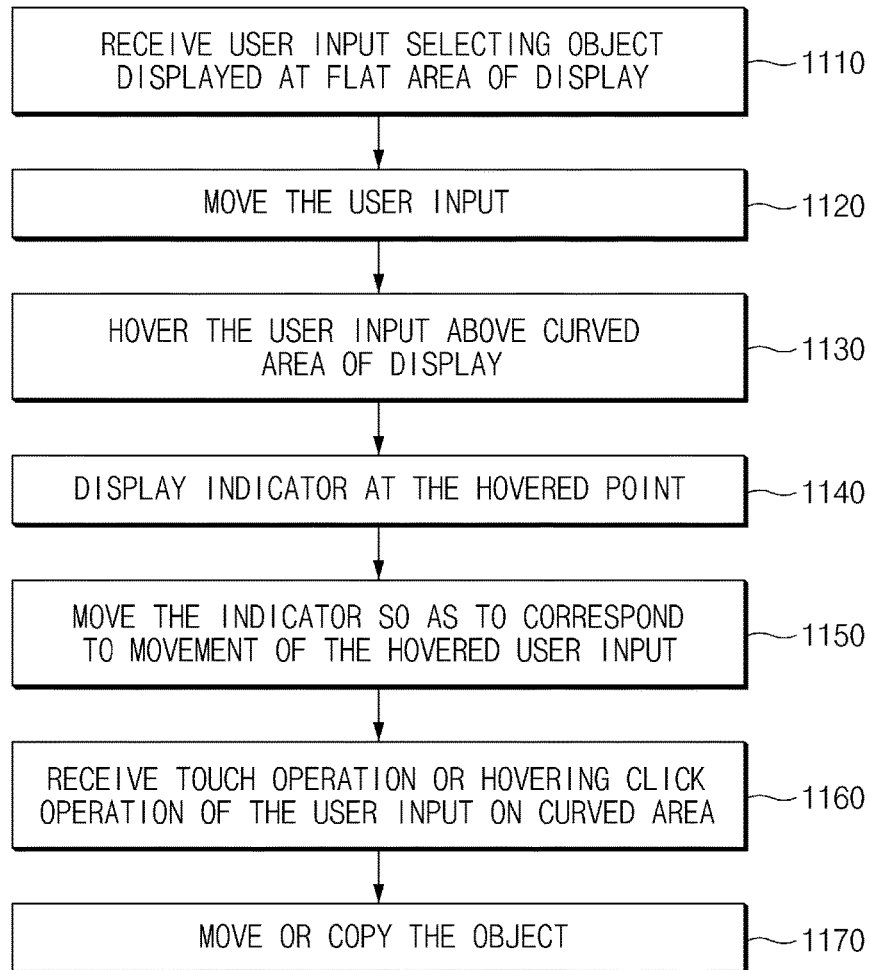 RECEIVE USER INPUT SELECTING OBJECT
DISPLAYED AT FLAT AREA OF DISPLAY
1110
MOVE THE USER INPUT
1120
HOVER THE USER INPUT ABOVE CURVED
AREA OF DISPLAY
1130
DISPLAY INDICATOR AT THE HOVERED POINT
1140
MOVE THE INDICATOR SO AS TO CORRESPOND
TO MOVEMENT OF THE HOVERED USER INPUT
1150
RECEIVE TOUCH OPERATION OR HOVERING CLICK
OPERATION OF THE USER INPUT ON CURVED AREA
1160
MOVE OR COPY THE OBJECT
1170